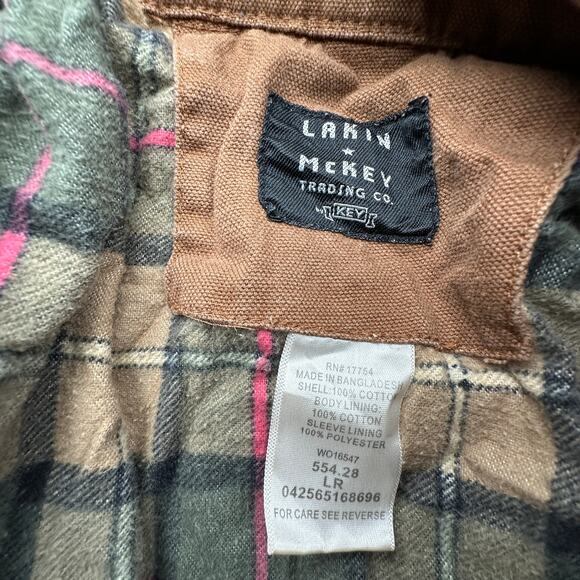 LAKIN
★
McKEY
TRADING CO.
by KEY
RN# 17754
MADE IN BANGLADESH
SHELL:100% COTTO
BODY LINING:
100% COTTON
SLEEVE LINING
100% POLYESTER
WO16547
554.28
LR
042565168696
FOR CARE SEE REVERSE